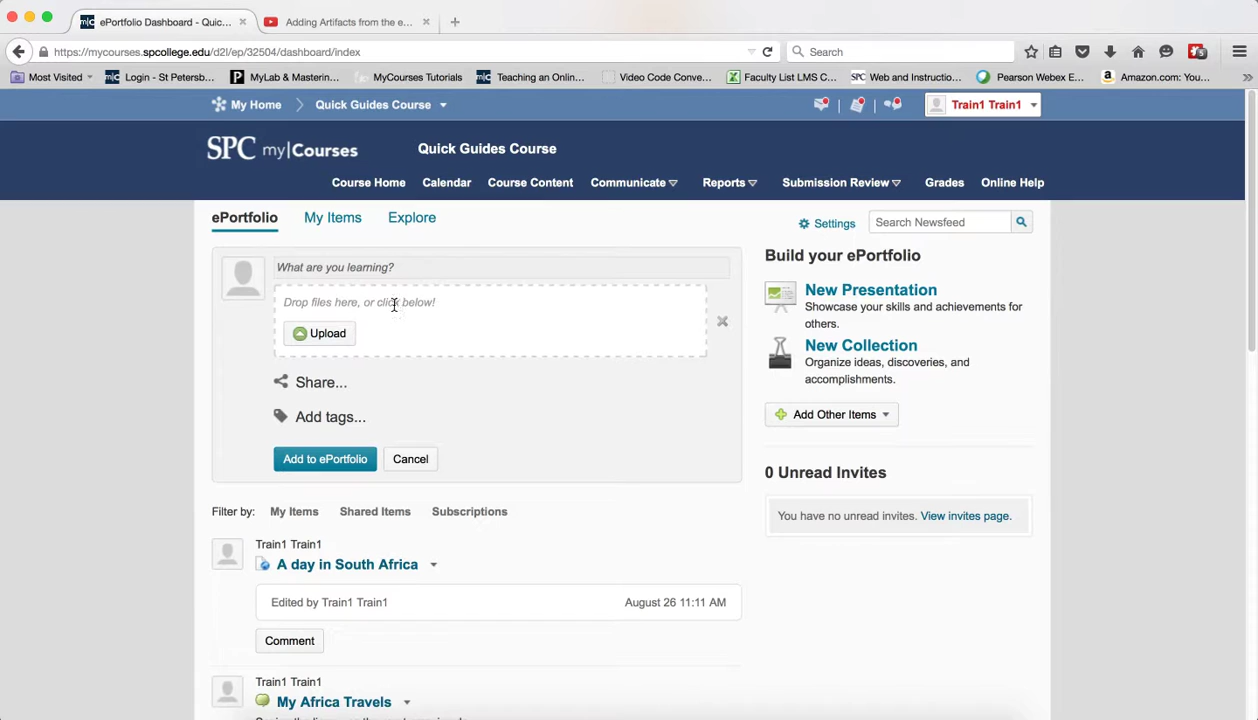 ePortfolio Dashboard - Quic...
Adding Artifacts from the e...
https://mycourses.spcollege.edu/d2l/ep/32504/dashboard/index
Search
5
Most Visited
Login - St Petersb...
MyLab & Mastering...
MyCourses Tutorials
Teaching an Onlin...
Video Code Conve...
Faculty List LMS C...
SPC Web and Instructio...
Pearson Webex E...
Amazon.com: You...
My Home
Quick Guides Course
Train1 Train1
SPC my|Courses
Quick Guides Course
Course Home
Calendar
Course Content
Communicate
Reports
Submission Review
Grades
Online Help
ePortfolio
My Items
Explore
Settings
Search Newsfeed
What are you learning?
Drop files here, or click below!
Upload
Share...
Add tags...
Add to ePortfolio
Cancel
Build your ePortfolio
New Presentation
Showcase your skills and achievements for
others.
New Collection
Organize ideas, discoveries, and
accomplishments.
Add Other Items
0 Unread Invites
You have no unread invites. View invites page.
Filter by:
My Items
Shared Items
Subscriptions
Train1 Train1
A day in South Africa
Edited by Train1 Train1
August 26 11:11 AM
Comment
Train1 Train1
My Africa Travels